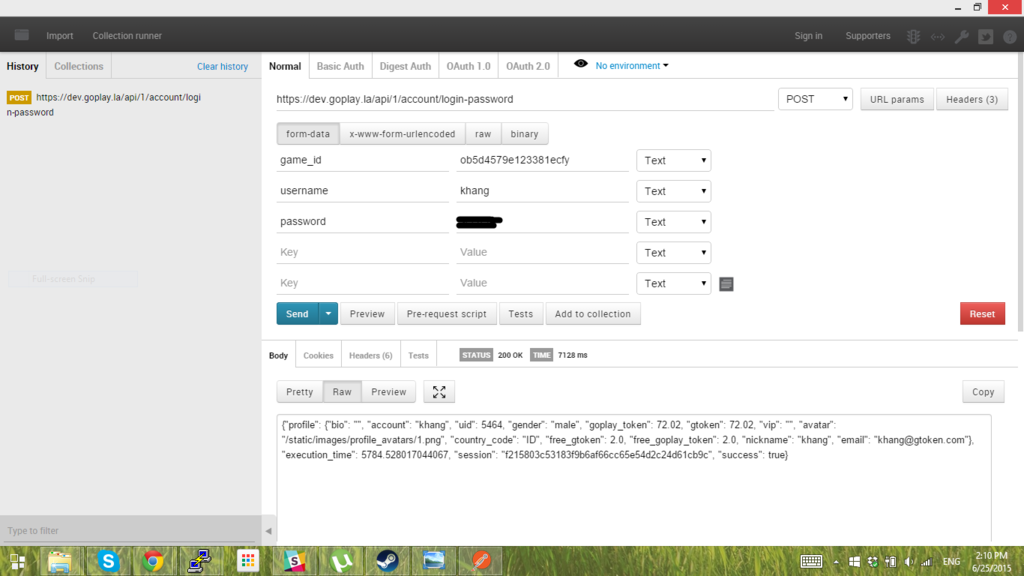 Import Collection runner Sign in Supporters
History Collections Clear history
POST https://dev.goplay.la/api/1/account/logi
n-password
Full-screen Snip
Type to filter
Normal Basic Auth Digest Auth OAuth 1.0 OAuth 2.0 No environment
https://dev.goplay.la/api/1/account/login-password POST URL params Headers (3)
form-data x-www-form-urlencoded raw binary
game_id ob5d4579e123381ecfy Text
username khang Text
password Text
Key Value Text
Key Value Text
Send Preview Pre-request script Tests Add to collection Reset
Body Cookies Headers (6) Tests STATUS 200 OK TIME 7128 ms
Pretty Raw Preview Copy
{"profile": {"bio": "", "account": "khang", "uid": 5464, "gender": "male", "goplay_token": 72.02, "gtoken": 72.02, "vip": "", "avatar":
"/static/images/profile_avatars/1.png", "country_code": "ID", "free_gtoken": 2.0, "free_goplay_token": 2.0, "nickname": "khang", "email": "khang@gtoken.com"},
"execution_time": 5784.528017044067, "session": "f215803c53183f9b6af66cc65e54d2c24d61cb9c", "success": true}
ENG 2:10 PM
6/25/2015